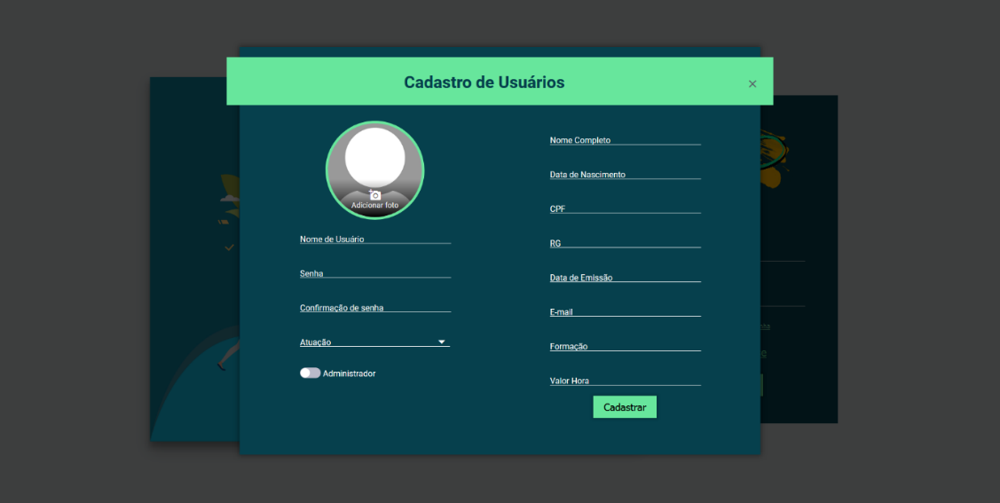 Cadastro de Usuários
×
Adicionar foto
Nome de Usuário
Senha
Confirmação de senha
Atuação
Administrador
Nome Completo
Data de Nascimento
CPF
RG
Data de Emissão
E-mail
Formação
Valor Hora
Cadastrar